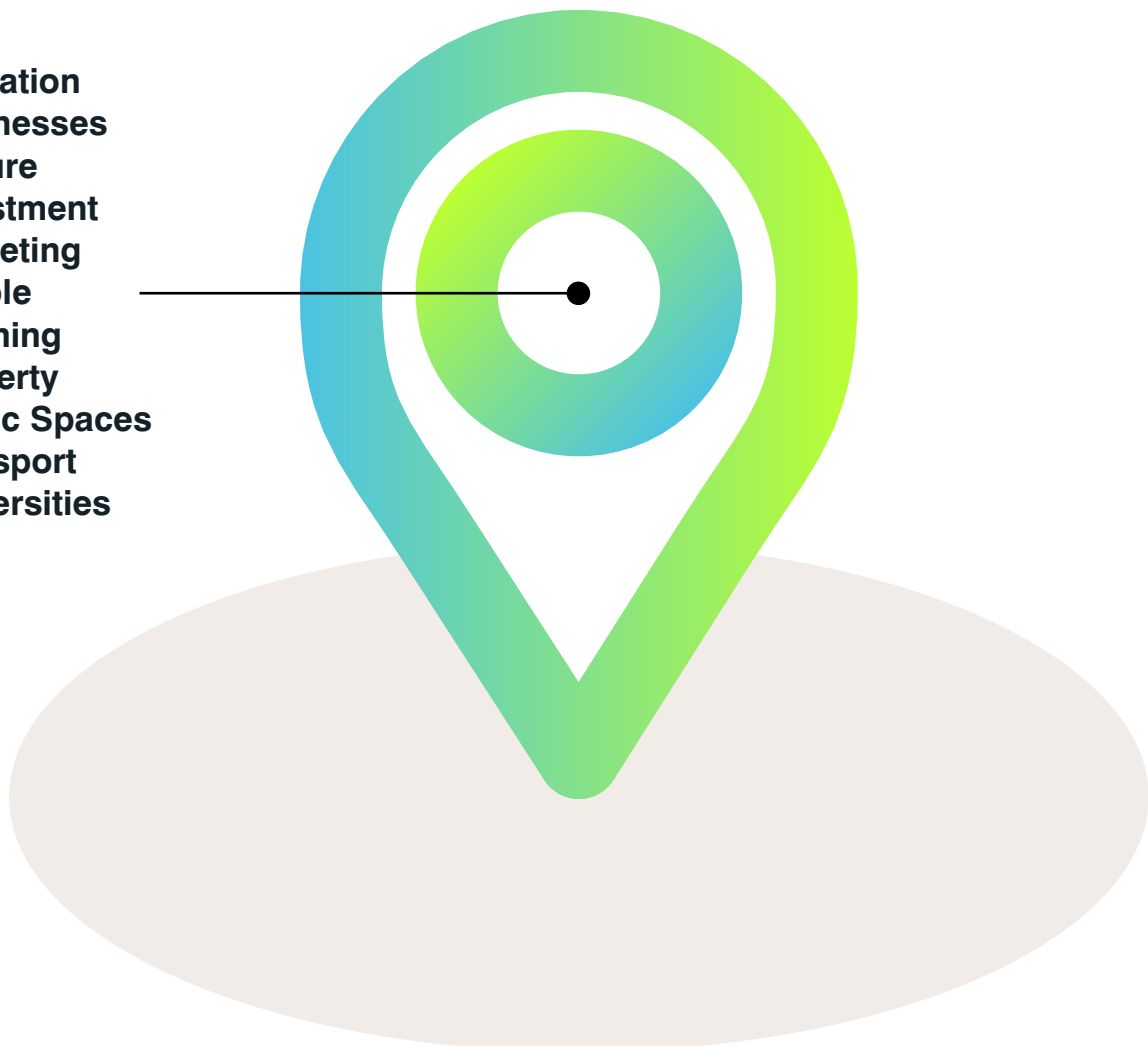 ation
nesses
ure
stment
eting
ple
ning
erty
c Spaces
sport
ersities